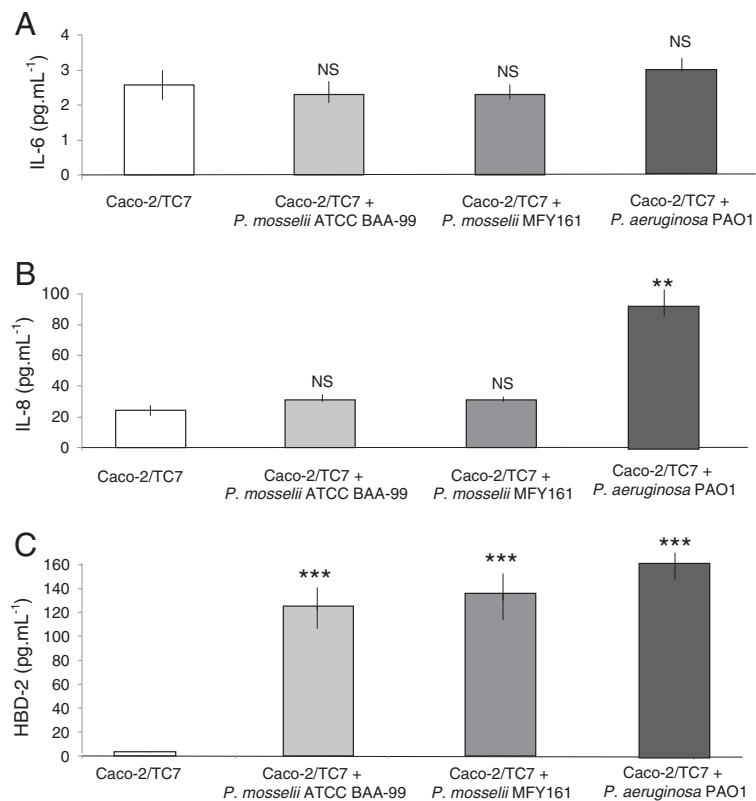 A
IL-6 (pg.mL-1)
4
3
2
1
0
NS
NS
NS
Caco-2/TC7
Caco-2/TC7 +
P. mosselii ATCC BAA-99
Caco-2/TC7 +
P. mosselii MFY161
Caco-2/TC7 +
P. aeruginosa PAO1
B
IL-8 (pg.mL-1)
100
80
60
40
20
0
NS
NS
**
Caco-2/TC7
Caco-2/TC7 +
P. mosselii ATCC BAA-99
Caco-2/TC7 +
P. mosselii MFY161
Caco-2/TC7 +
P. aeruginosa PAO1
C
HBD-2 (pg.mL-1)
160
140
120
100
80
60
40
20
0
***
***
***
Caco-2/TC7
Caco-2/TC7 +
P. mosselii ATCC BAA-99
Caco-2/TC7 +
P. mosselii MFY161
Caco-2/TC7 +
P. aeruginosa PAO1